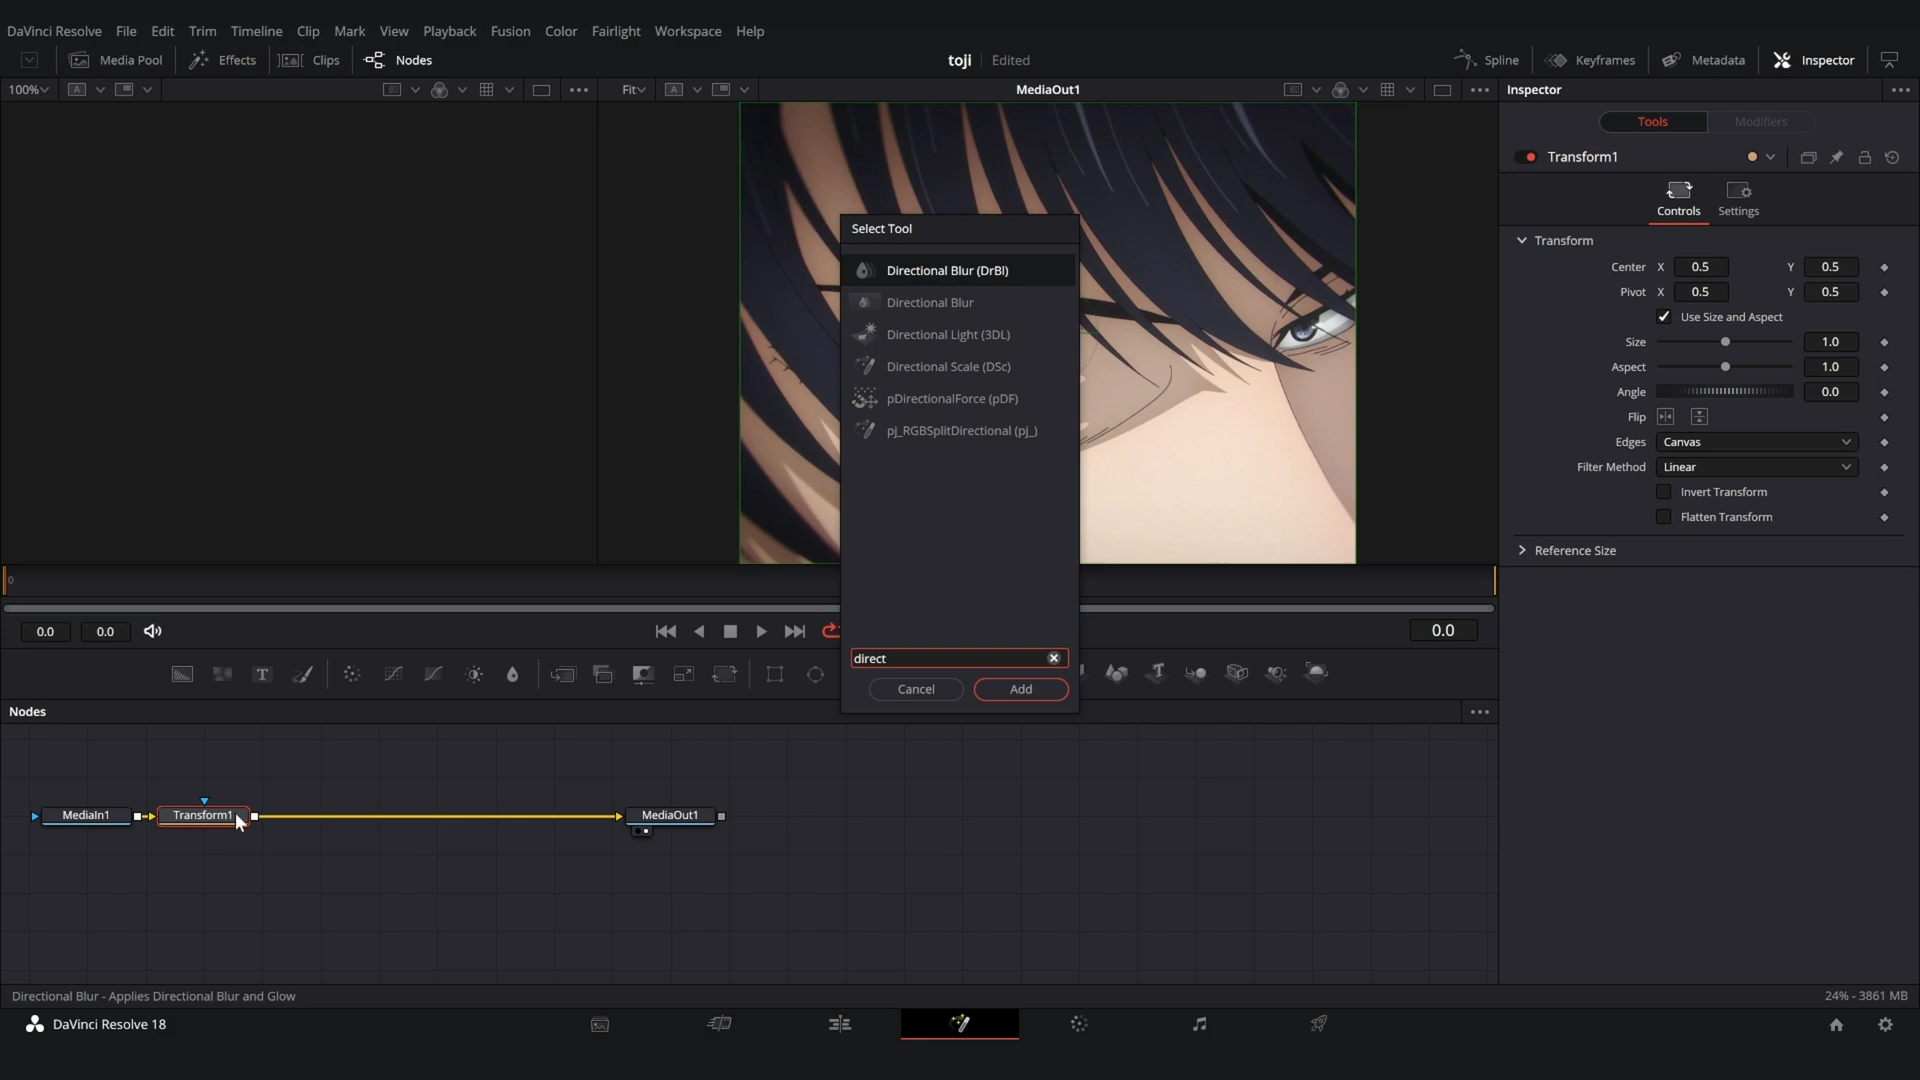 DaVinci Resolve File Edit Trim Timeline Clip Mark View Playback Fusion Color Fairlight Workspace Help
Media Pool Effects Clips Nodes toji Edited Spline Keyframes Metadata Inspector
100% A Fit A MediaOut1 Inspector
Tools Modifiers
Transform1
Controls Settings
Transform
Center X 0.5 Y 0.5
Pivot X 0.5 Y 0.5
Use Size and Aspect
Size 1.0
Aspect 1.0
Angle 0.0
Flip
Edges Canvas
Filter Method Linear
Invert Transform
Flatten Transform
Reference Size
Select Tool
Directional Blur (DrBl)
Directional Blur
Directional Light (3DL)
Directional Scale (DSc)
pDirectionalForce (pDF)
pj_RGBSplitDirectional (pj_)
direct
Cancel Add
0
0.0 0.0 0.0
T T
Nodes
MediaIn1 Transform1 MediaOut1
Directional Blur - Applies Directional Blur and Glow 24% - 3861 MB
DaVinci Resolve 18